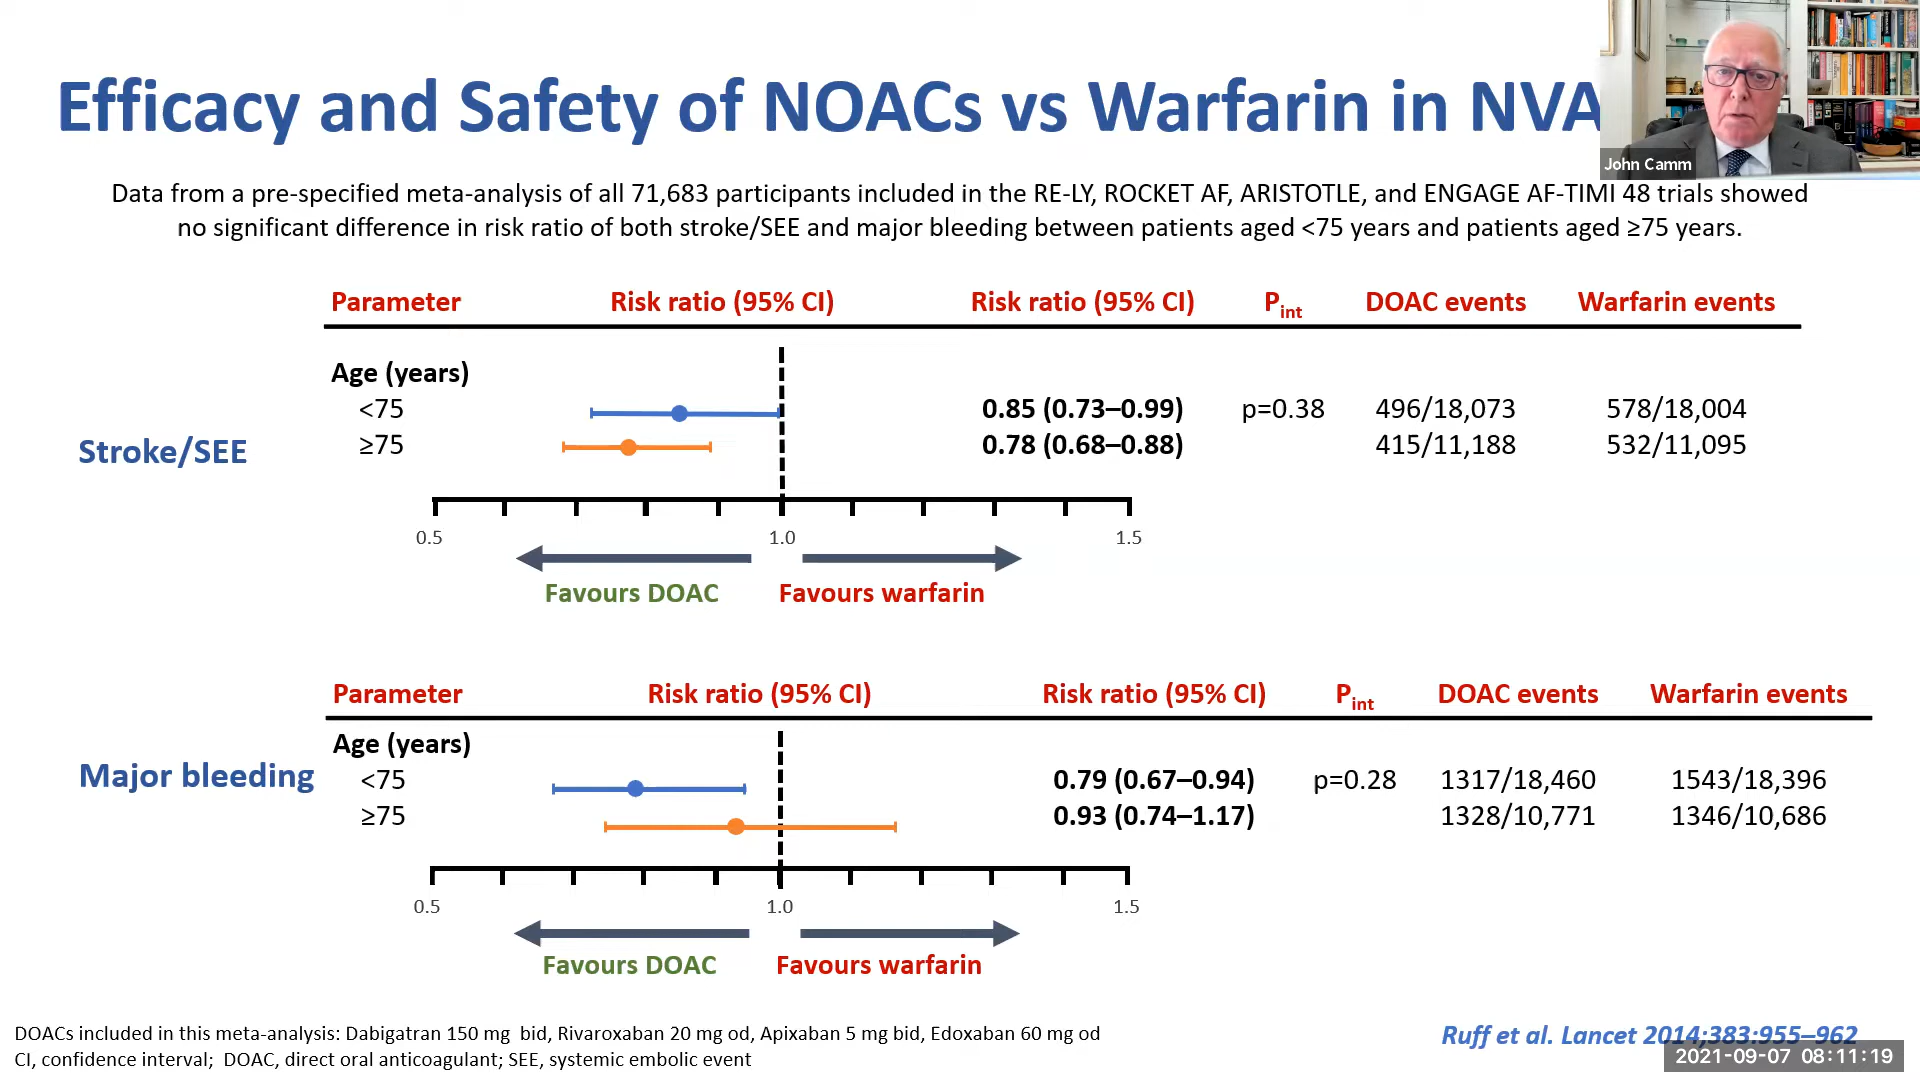 Efficacy and Safety of NOACs vs Warfarin in NVA
John Camm
Data from a pre-specified meta-analysis of all 71,683 participants included in the RE-LY, ROCKET AF, ARISTOTLE, and ENGAGE AF-TIMI 48 trials showed
no significant difference in risk ratio of both stroke/SEE and major bleeding between patients aged <75 years and patients aged ≥75 years.
Parameter Risk ratio (95% CI) Risk ratio (95% CI) Pint DOAC events Warfarin events
Age (years)
<75 0.85 (0.73–0.99) p=0.38 496/18,073 578/18,004
Stroke/SEE
≥75 0.78 (0.68–0.88) 415/11,188 532/11,095
0.5 1.0 1.5
Favours DOAC Favours warfarin
Parameter Risk ratio (95% CI) Risk ratio (95% CI) Pint DOAC events Warfarin events
Age (years)
Major bleeding
<75 0.79 (0.67–0.94) p=0.28 1317/18,460 1543/18,396
≥75 0.93 (0.74–1.17) 1328/10,771 1346/10,686
0.5 1.0 1.5
Favours DOAC Favours warfarin
DOACs included in this meta-analysis: Dabigatran 150 mg bid, Rivaroxaban 20 mg od, Apixaban 5 mg bid, Edoxaban 60 mg od
CI, confidence interval; DOAC, direct oral anticoagulant; SEE, systemic embolic event
Ruff et al. Lancet 2014;383:955–962
2021-09-07 08:11:19